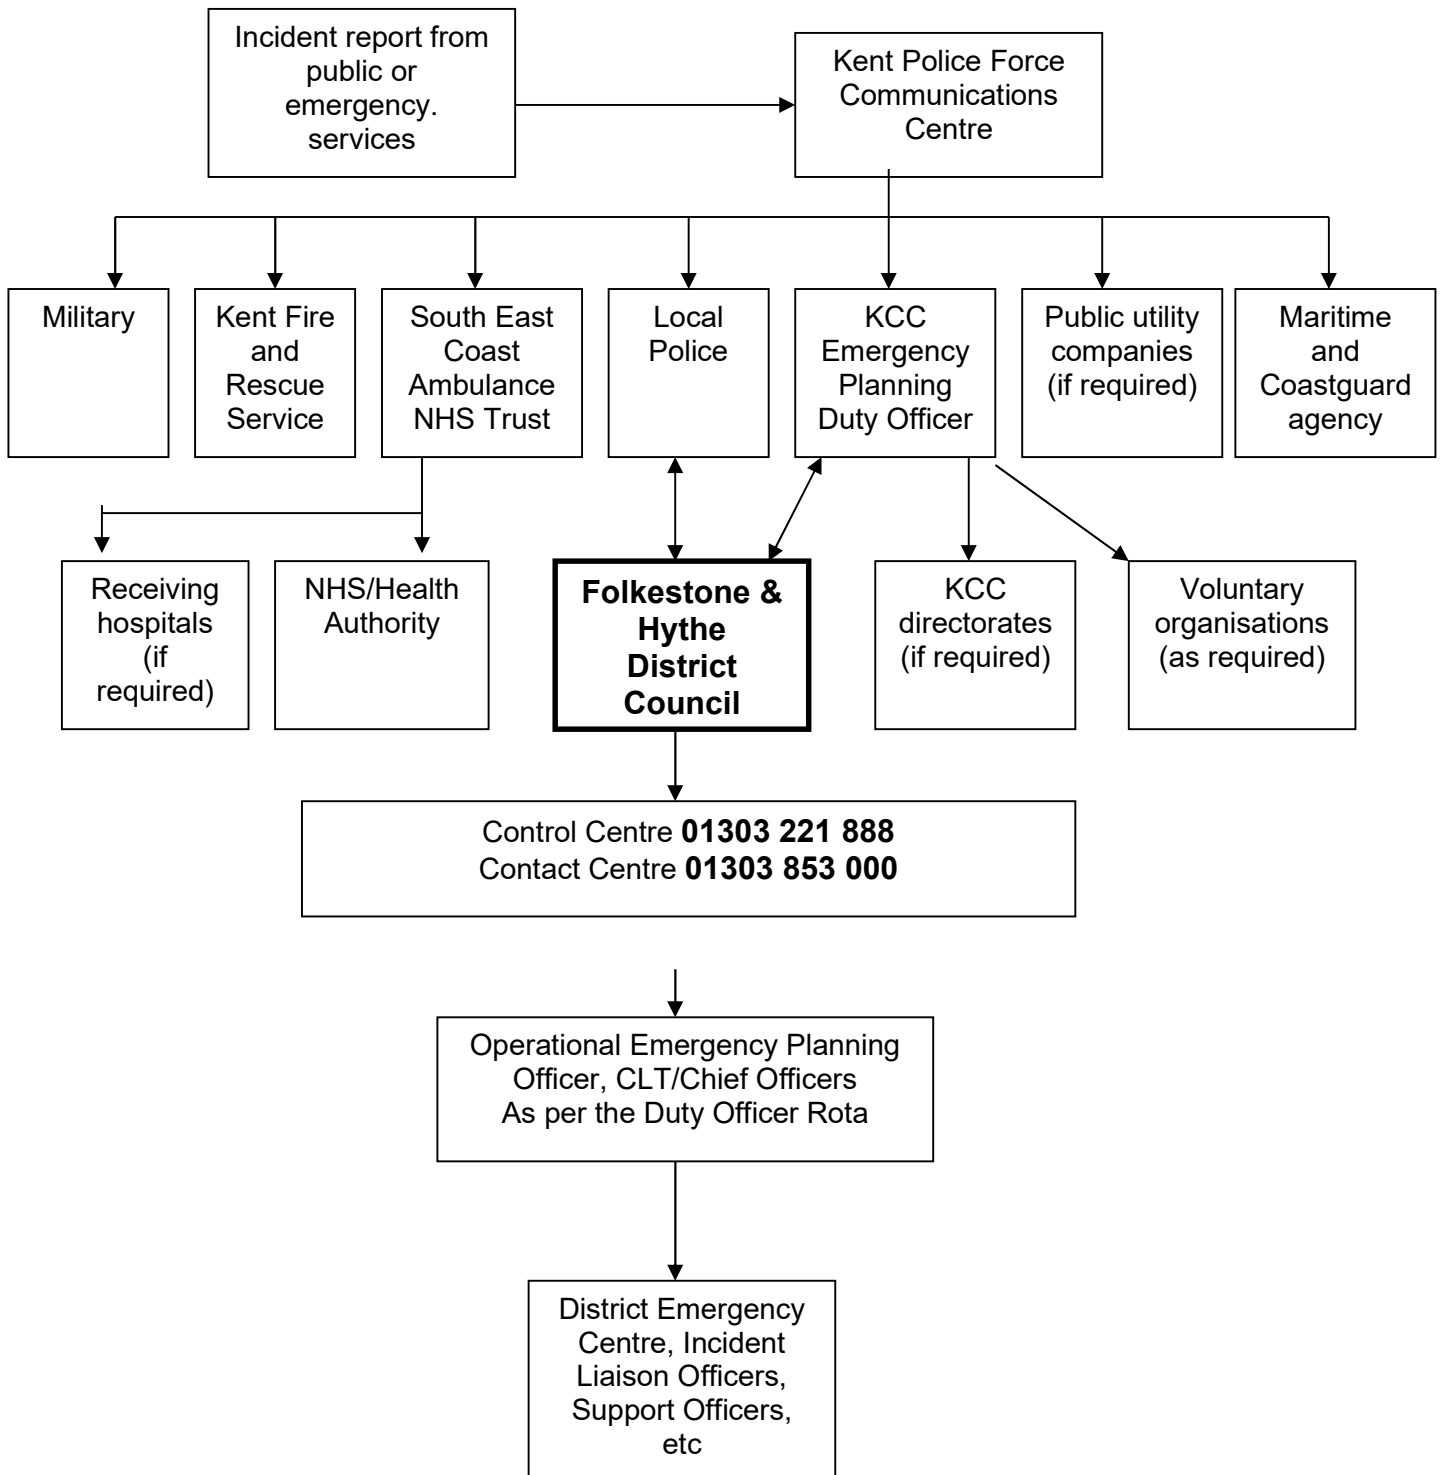 Incident report from
public or
emergency.
services
Kent Police Force
Communications
Centre
Military
Kent Fire
and
Rescue
Service
South East
Coast
Ambulance
NHS Trust
Local
Police
KCC
Emergency
Planning
Duty Officer
Public utility
companies
(if required)
Maritime
and
Coastguard
agency
Receiving
hospitals
(if
required)
NHS/Health
Authority
Folkestone &
Hythe
District
Council
KCC
directorates
(if required)
Voluntary
organisations
(as required)
Control Centre 01303 221 888
Contact Centre 01303 853 000
Operational Emergency Planning
Officer, CLT/Chief Officers
As per the Duty Officer Rota
District Emergency
Centre, Incident
Liaison Officers,
Support Officers,
etc